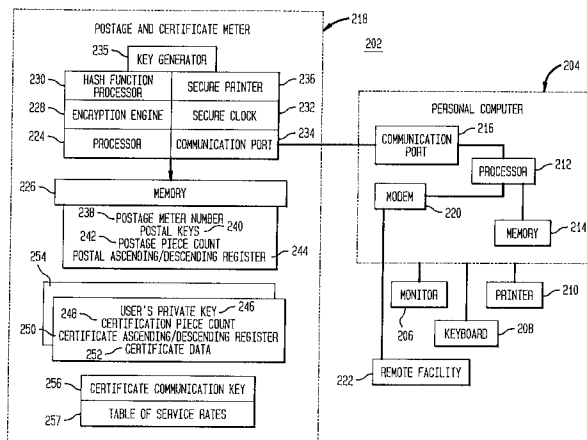 POSTAGE AND CERTIFICATE METER
218
202
235
KEY GENERATOR
230
HASH FUNCTION PROCESSOR
SECURE PRINTER
236
228
ENCRYPTION ENGINE
SECURE CLOCK
232
224
PROCESSOR
COMMUNICATION PORT
234
226
MEMORY
238
POSTAGE METER NUMBER
POSTAL KEYS
240
242
POSTAGE PIECE COUNT
POSTAL ASCENDING/DESCENDING REGISTER
244
254
USER'S PRIVATE KEY
246
248
CERTIFICATION PIECE COUNT
250
CERTIFICATE ASCENDING/DESCENDING REGISTER
252
CERTIFICATE DATA
256
CERTIFICATE COMMUNICATION KEY
257
TABLE OF SERVICE RATES
204
PERSONAL COMPUTER
216
COMMUNICATION PORT
212
PROCESSOR
MODEM
220
MEMORY
214
MONITOR
206
KEYBOARD
208
PRINTER
210
222
REMOTE FACILITY